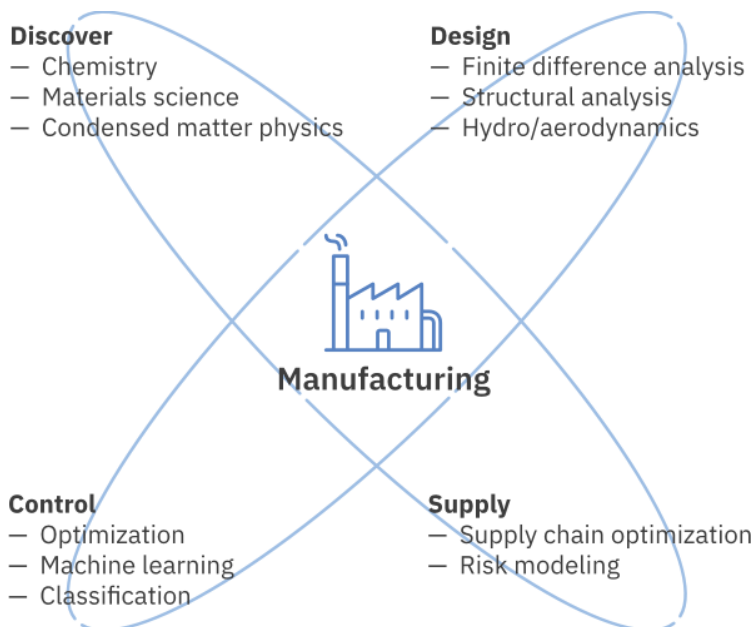 Discover
— Chemistry
— Materials science
— Condensed matter physics
Design
— Finite difference analysis
— Structural analysis
— Hydro/aerodynamics
Manufacturing
Control
— Optimization
— Machine learning
— Classification
Supply
— Supply chain optimization
— Risk modeling